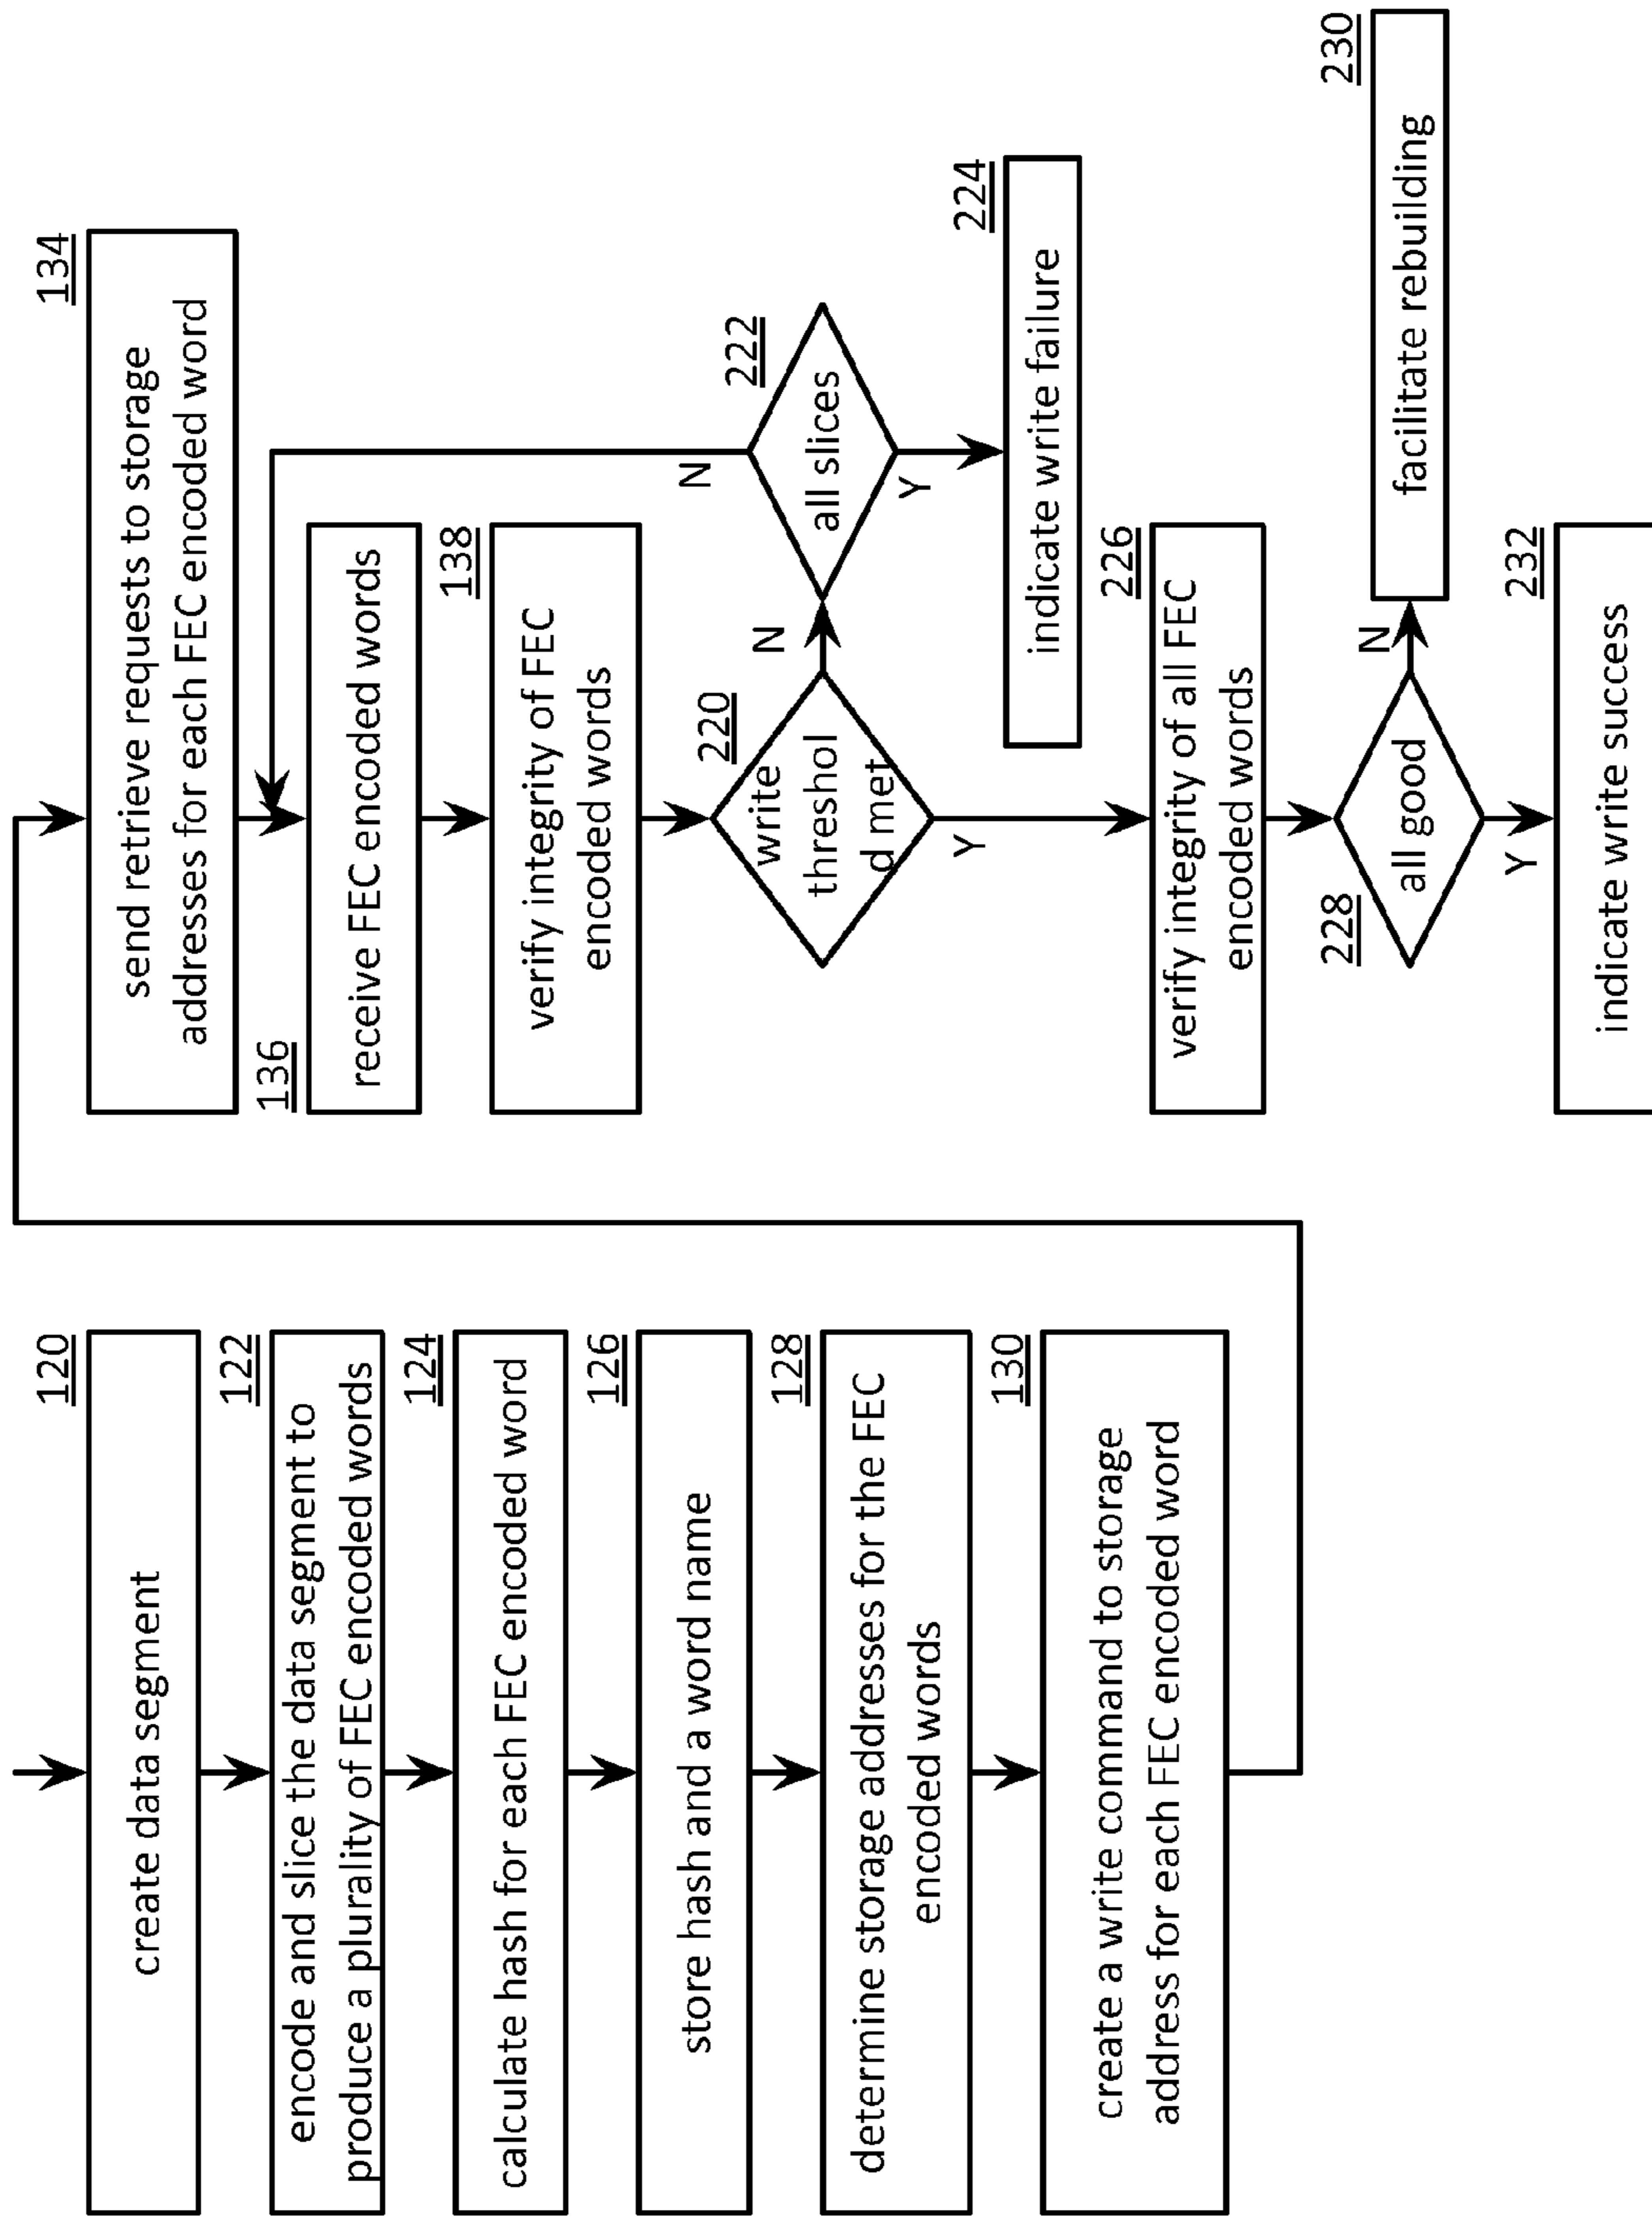 120
create data segment
122
encode and slice the data segment to
produce a plurality of FEC encoded words
124
calculate hash for each FEC encoded word
126
store hash and a word name
128
determine storage addresses for the FEC
encoded words
130
create a write command to storage
address for each FEC encoded word
134
send retrieve requests to storage
addresses for each FEC encoded word
136
receive FEC encoded words
138
verify integrity of FEC
encoded words
220
write
threshol
d met
N
Y
222
all slices
N
Y
224
indicate write failure
226
verify integrity of all FEC
encoded words
228
all good
N
Y
230
facilitate rebuilding
232
indicate write success